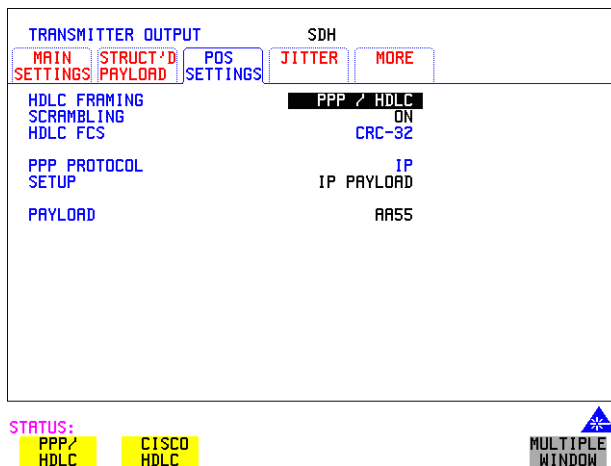 TRANSMITTER OUTPUT SDH
MAIN SETTINGS STRUCT'D PAYLOAD POS SETTINGS JITTER MORE
HDLC FRAMING PPP / HDLC
SCRAMBLING ON
HDLC FCS CRC-32
PPP PROTOCOL IP
SETUP IP PAYLOAD
PAYLOAD AA55
STATUS:
PPP/ HDLC CISCO HDLC MULTIPLE WINDOW